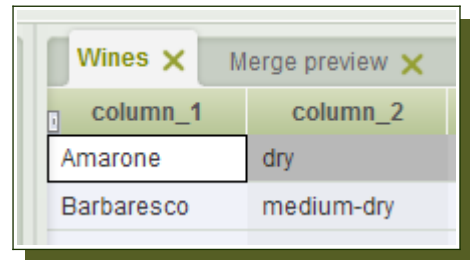 Wines Merge preview
column_1 column_2
Amarone dry
Barbaresco medium-dry